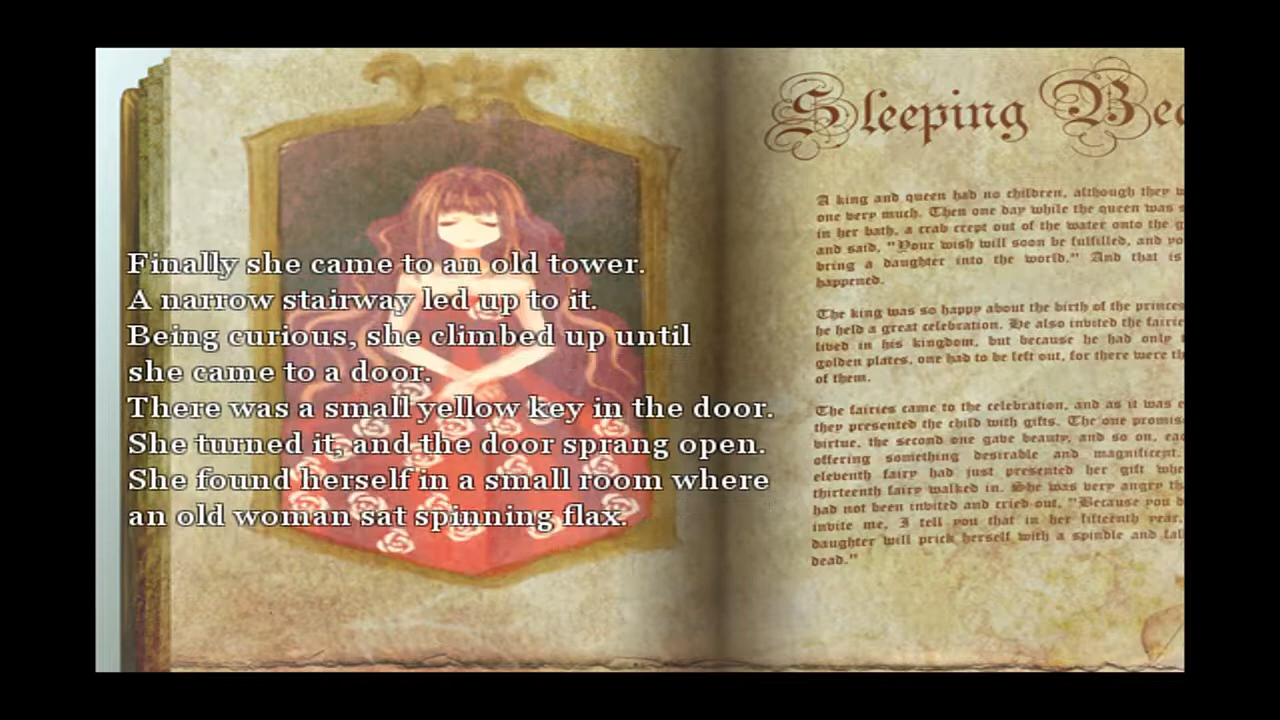 Finally she came to an old tower.
A narrow stairway led up to it.
Being curious, she climbed up until
she came to a door.
There was a small yellow key in the door.
She turned it, and the door sprang open.
She found herself in a small room where
an old woman sat spinning flax.
Sleeping Bea
A king and queen had no children, although they w
one very much. Then one day while the queen was s
in her bath, a crab crept out of the water onto the g
and said, "Your wish will soon be fulfilled, and yo
bring a daughter into the world." And that is
happened.
The king was so happy about the birth of the princes
he held a great celebration. He also invited the fairie
lived in his kingdom, but because he had only t
golden plates, one had to be left out, for there were th
of them.
The fairies came to the celebration, and as it was e
they presented the child with gifts. The one promis
virtue, the second one gave beauty, and so on, eac
offering something desirable and magnificent.
eleventh fairy had just presented her gift whe
thirteenth fairy walked in. She was very angry th
had not been invited and cried out, "Because you d
invite me, I tell you that in her fifteenth year,
daughter will prick herself with a spindle and fal
dead."